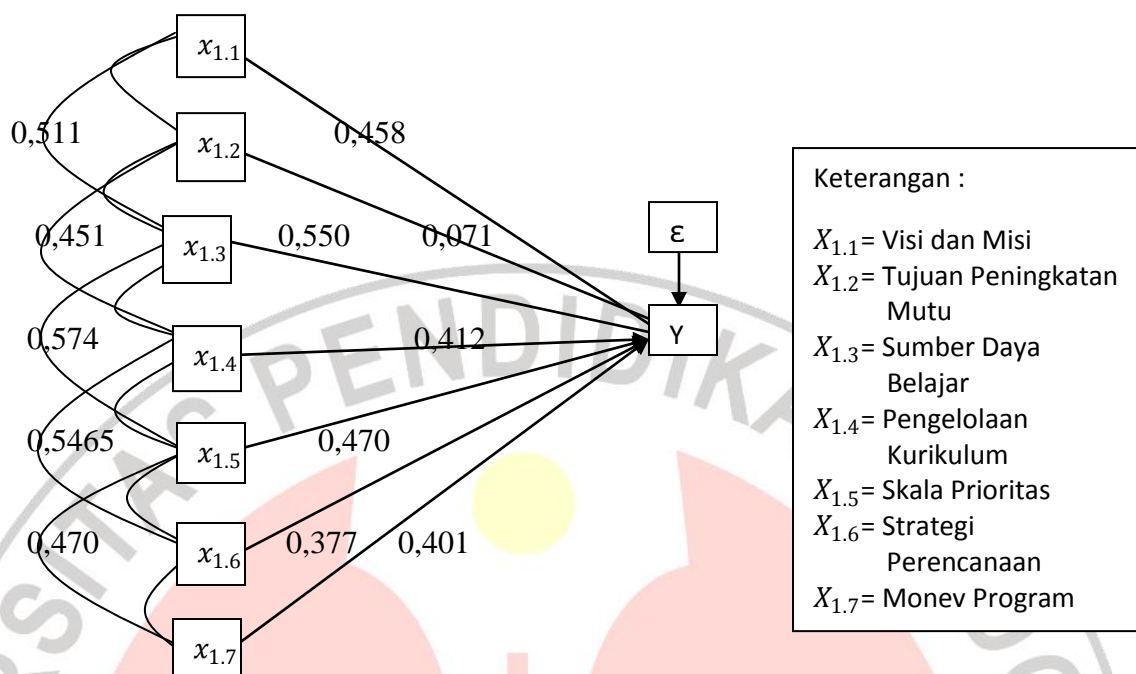 x1.1
0,511
0,458
x1.2
0,451
x1.3
0,550
0,071
ε
0,574
x1.4
0,412
Y
0,5465
x1.5
0,470
0,470
x1.6
0,377
0,401
x1.7
Keterangan :
X1.1= Visi dan Misi
X1.2= Tujuan Peningkatan
Mutu
X1.3= Sumber Daya
Belajar
X1.4= Pengelolaan
Kurikulum
X1.5= Skala Prioritas
X1.6= Strategi
Perencanaan
X1.7= Monev Program
PENDIDIKA
RSITAS